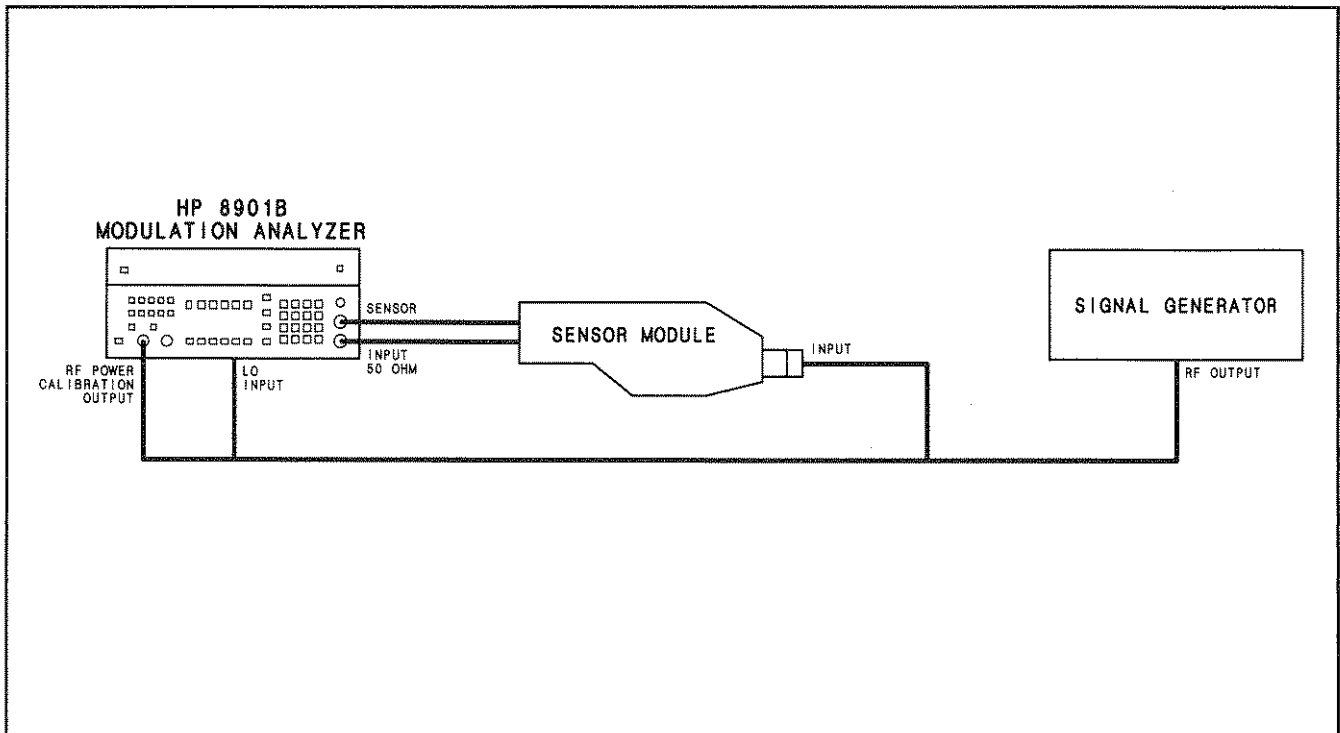 HP 8901B
MODULATION ANALYZER
SENSOR
INPUT
50 OHM
RF POWER
CALIBRATION
OUTPUT
LO
INPUT
SENSOR MODULE
INPUT
SIGNAL GENERATOR
RF OUTPUT